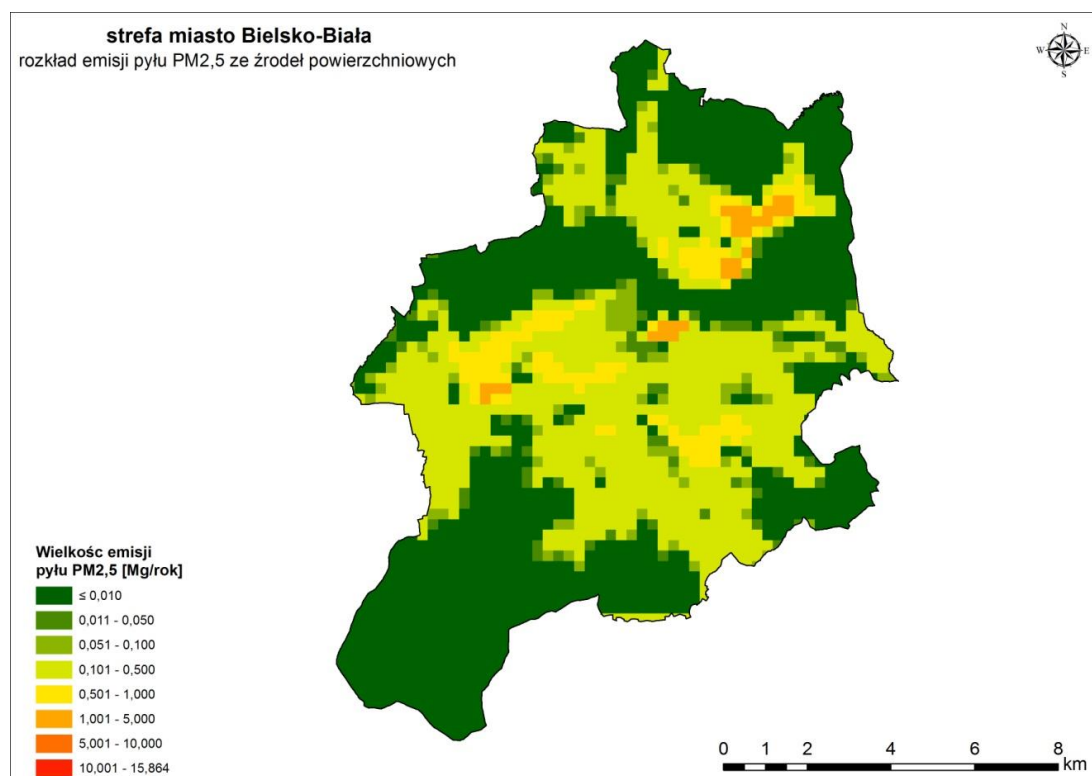 strefa miasto Bielsko-Biała
rozkład emisji pyłu PM2,5 ze źrodeł powierzchniowych
N
W E
S
Wielkośc emisji
pyłu PM2,5 [Mg/rok]
≤ 0,010
0,011 - 0,050
0,051 - 0,100
0,101 - 0,500
0,501 - 1,000
1,001 - 5,000
5,001 - 10,000
10,001 - 15,864
0 1 2 4 6 8
km